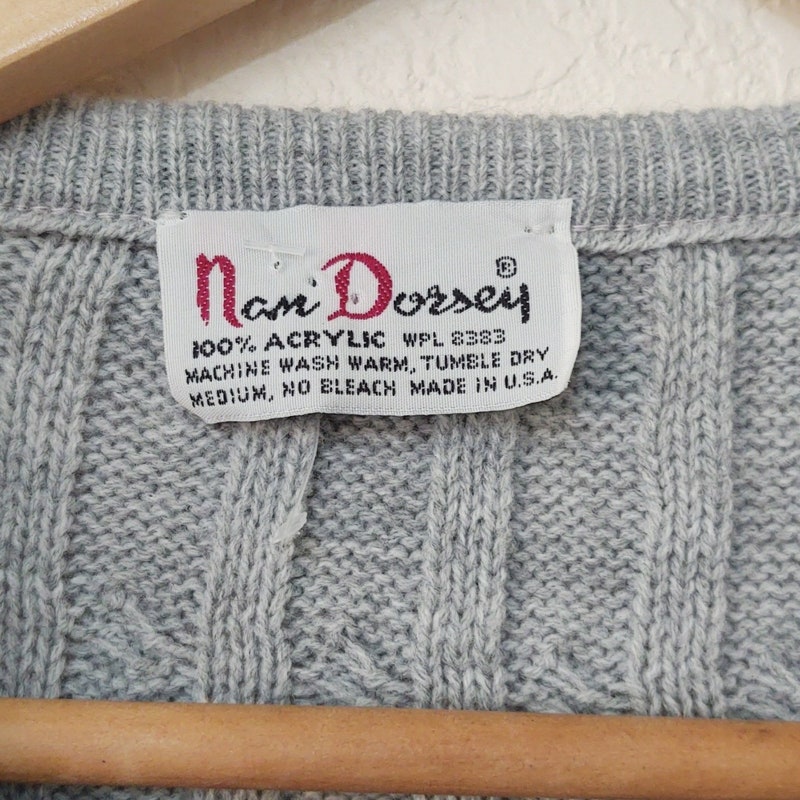 Nan Dorsey ®
100% ACRYLIC WPL 8383
MACHINE WASH WARM, TUMBLE DRY
MEDIUM, NO BLEACH MADE IN U.S.A.